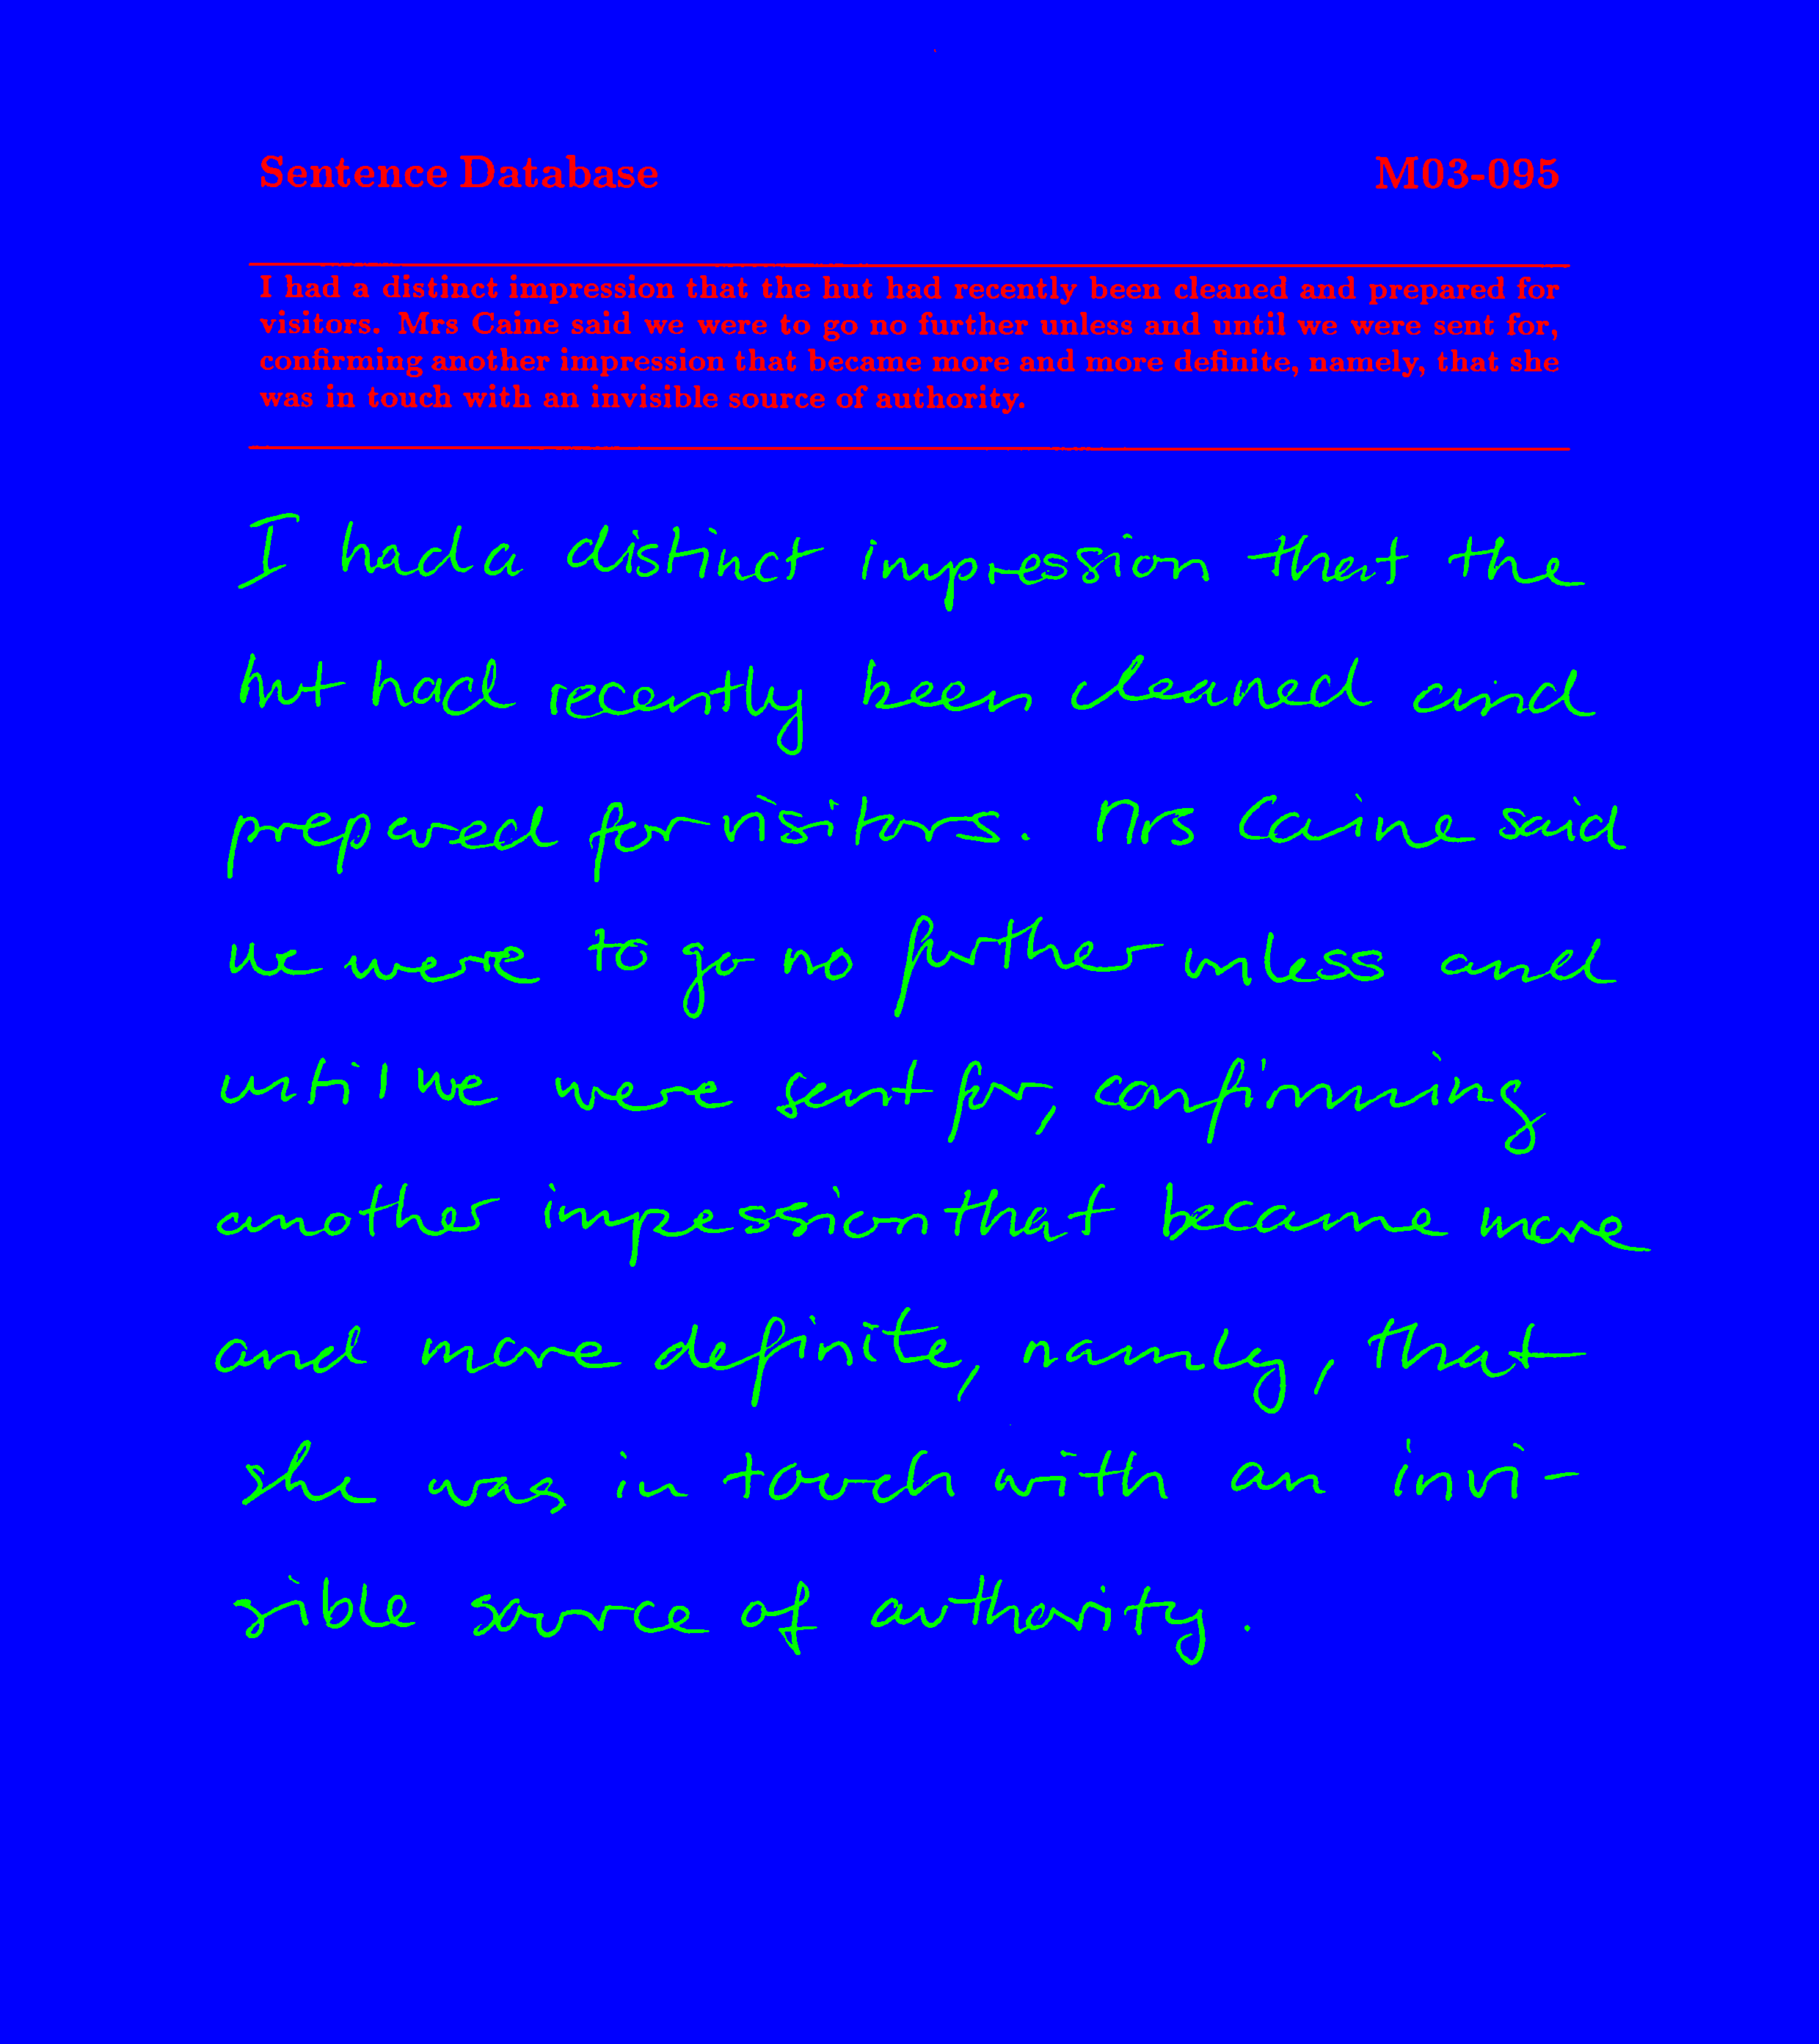 Sentence Database M03-095
I had a distinct impression that the hut had recently been cleaned and prepared for
visitors. Mrs Caine said we were to go no further unless and until we were sent for,
confirming another impression that became more and more definite, namely, that she
was in touch with an invisible source of authority.
I had a distinct impression that the
hut had recently been cleaned and
prepared for visitors. Mrs Caine said
we were to go no further unless and
until we were sent for, confirming
another impession that became more
and more definite, namly, that
she was in touch with an invi-
sible source of authority.